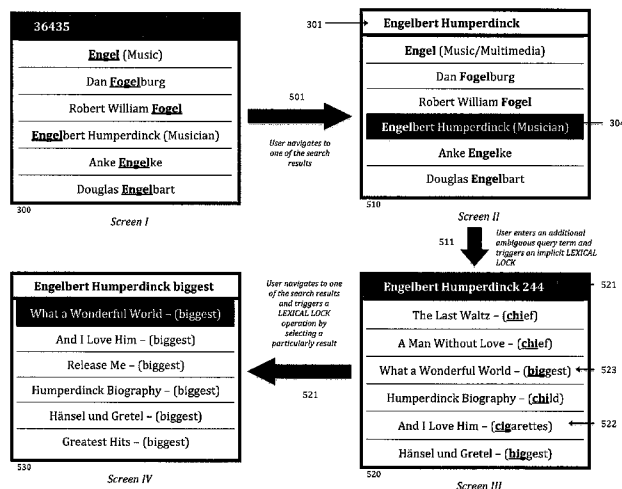 36435
Engel (Music)
Dan Fogelburg
Robert William Fogel
Engelbert Humperdinck (Musician)
Anke Engelke
Douglas Engelbart
300
Screen I
501
User navigates to
one of the search
results
301
Engelbert Humperdinck
Engel (Music/Multimedia)
Dan Fogelburg
Robert William Fogel
Engelbert Humperdinck (Musician)
304
Anke Engelke
Douglas Engelbart
510
Screen II
511
User enters an additional
ambiguous query term and
triggers an implicit LEXICAL
LOCK
Engelbert Humperdinck 244
521
The Last Waltz – (chief)
A Man Without Love – (chief)
What a Wonderful World – (biggest)
523
Humperdinck Biography – (child)
And I Love Him – (cigarettes)
522
Hänsel und Gretel – (biggest)
520
Screen III
User navigates to one
of the search results
and triggers a
LEXICAL LOCK
operation by
selecting a
particularly result
521
Engelbert Humperdinck biggest
What a Wonderful World – (biggest)
And I Love Him – (biggest)
Release Me – (biggest)
Humperdinck Biography – (biggest)
Hänsel und Gretel – (biggest)
Greatest Hits – (biggest)
530
Screen IV